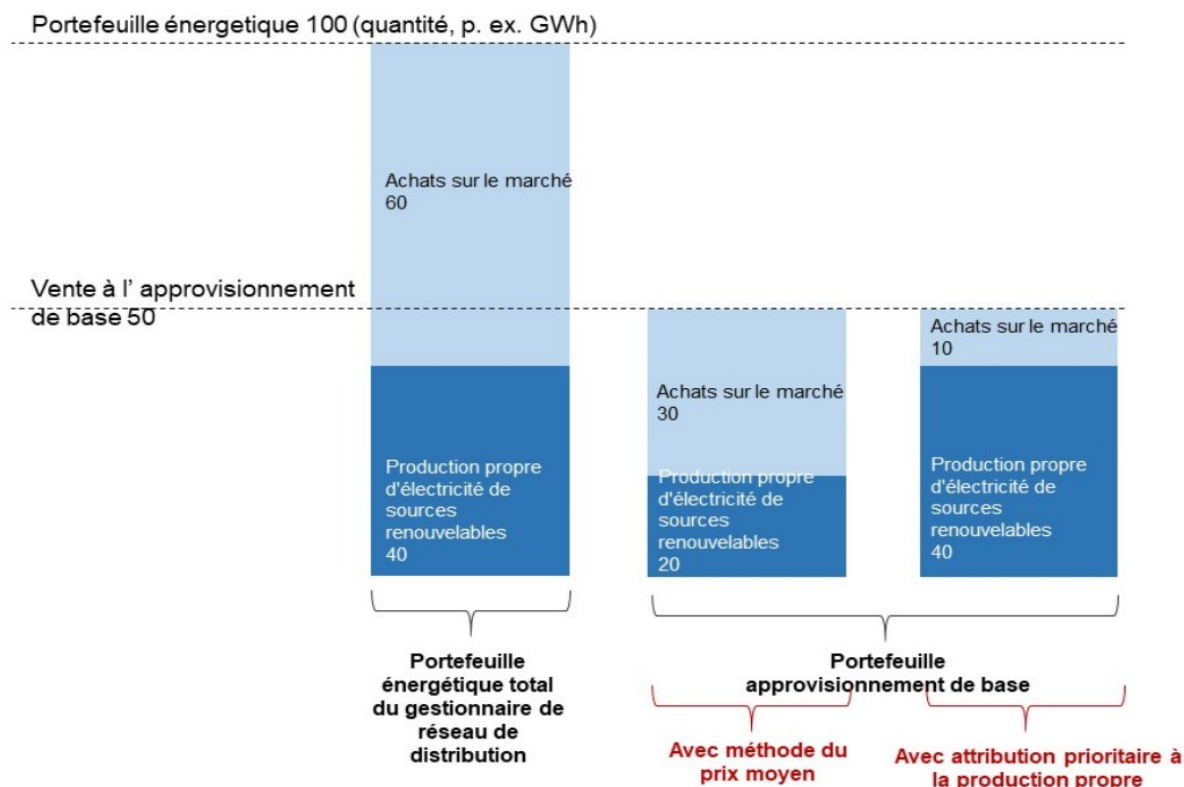 Portefeuille énergetique 100 (quantité, p. ex. GWh)
Achats sur le marché
60
Vente à l’ approvisionnement
de base 50
Achats sur le marché
10
Achats sur le marché
30
Production propre
d'électricité de
sources
renouvelables
40
Production propre
d'électricité de
sources
renouvelables
20
Production propre
d'électricité de
sources
renouvelables
40
Portefeuille
énergétique total
du gestionnaire de
réseau de
distribution
Portefeuille
approvisionnement de base
Avec méthode du
prix moyen
Avec attribution prioritaire à
la production propre